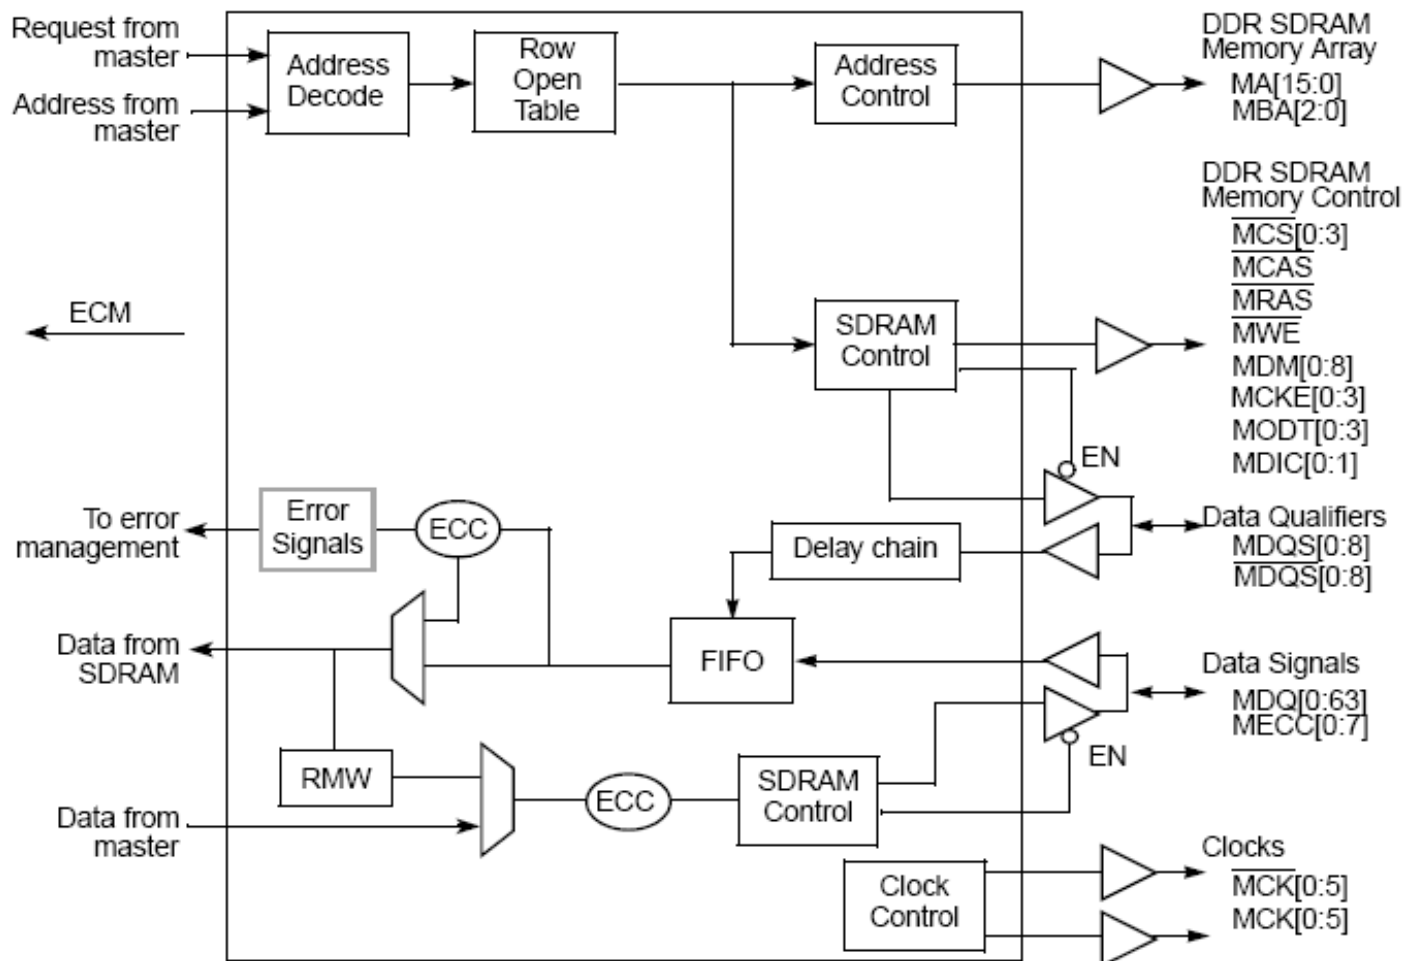 Request from
master
Address from
master
Address
Decode
Row
Open
Table
Address
Control
DDR SDRAM
Memory Array
MA[15:0]
MBA[2:0]
DDR SDRAM
Memory Control
MCS[0:3]
MCAS
MRAS
MWE
MDM[0:8]
MCKE[0:3]
MODT[0:3]
MDIC[0:1]
ECM
SDRAM
Control
EN
To error
management
Error
Signals
ECC
Delay chain
Data Qualifiers
MDQS[0:8]
MDQS[0:8]
Data from
SDRAM
FIFO
Data Signals
MDQ[0:63]
MECC[0:7]
EN
RMW
ECC
SDRAM
Control
Data from
master
Clock
Control
Clocks
MCK[0:5]
MCK[0:5]